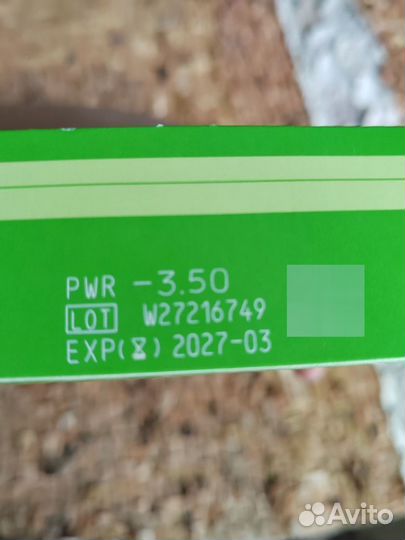 PWR -3.50
LOT W27216749
EXP(⌛) 2027-03
Avito